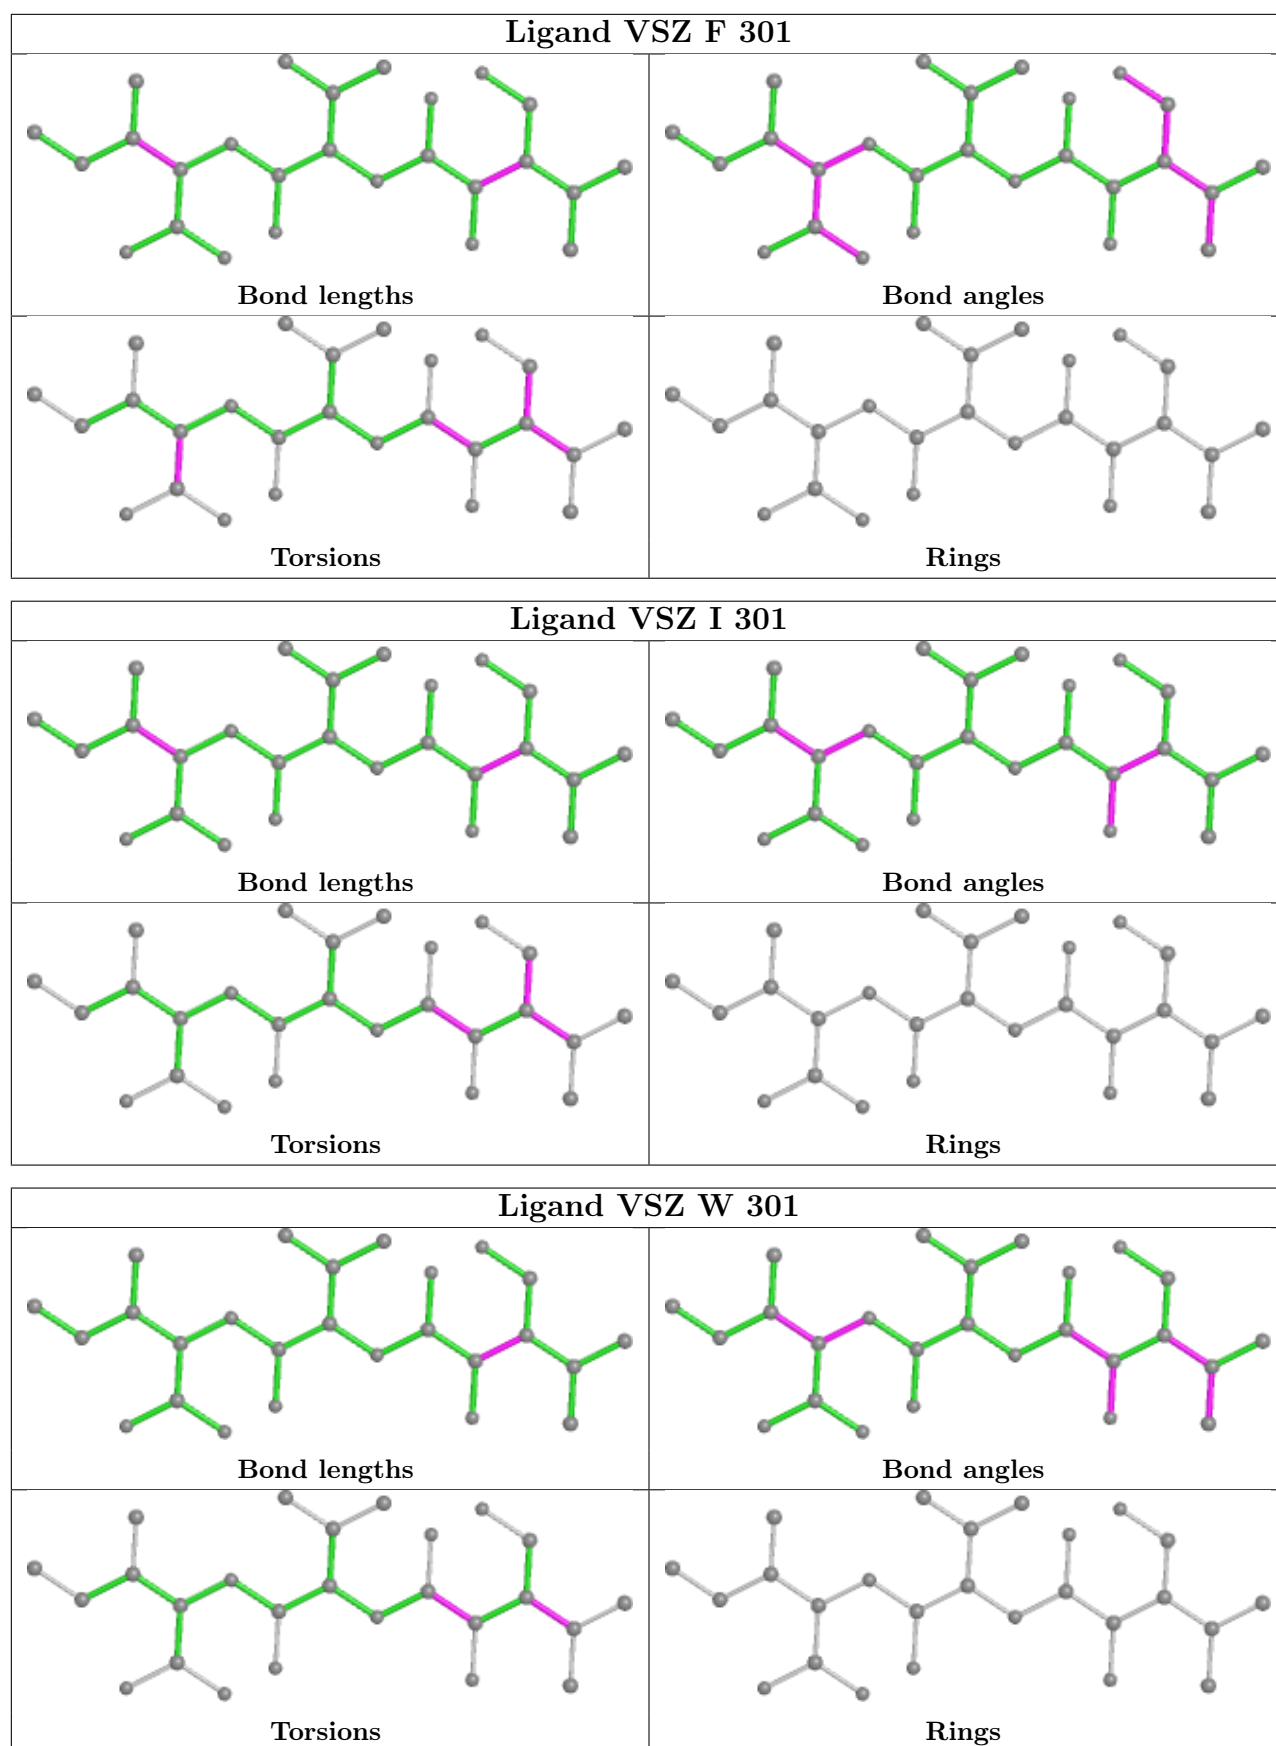 Ligand VSZ F 301
Bond lengths
Bond angles
Torsions
Rings
Ligand VSZ I 301
Bond lengths
Bond angles
Torsions
Rings
Ligand VSZ W 301
Bond lengths
Bond angles
Torsions
Rings